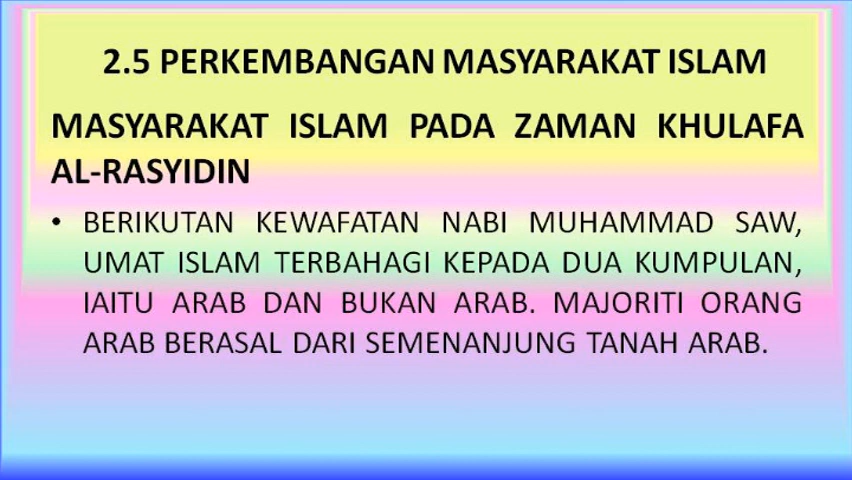 2.5 PERKEMBANGAN MASYARAKAT ISLAM
MASYARAKAT ISLAM PADA ZAMAN KHULAFA
AL-RASYIDIN
• BERIKUTAN KEWAFATAN NABI MUHAMMAD SAW,
UMAT ISLAM TERBAHAGI KEPADA DUA KUMPULAN,
IAITU ARAB DAN BUKAN ARAB. MAJORITI ORANG
ARAB BERASAL DARI SEMENANJUNG TANAH ARAB.